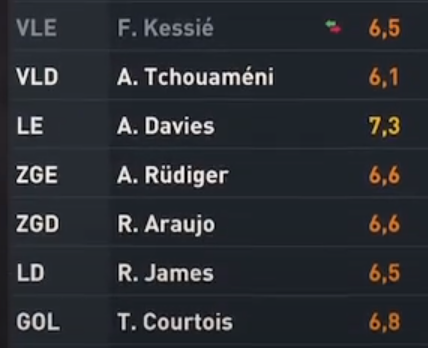 VLE F. Kessié 6,5
VLD A. Tchouaméni 6,1
LE A. Davies 7,3
ZGE A. Rüdiger 6,6
ZGD R. Araujo 6,6
LD R. James 6,5
GOL T. Courtois 6,8